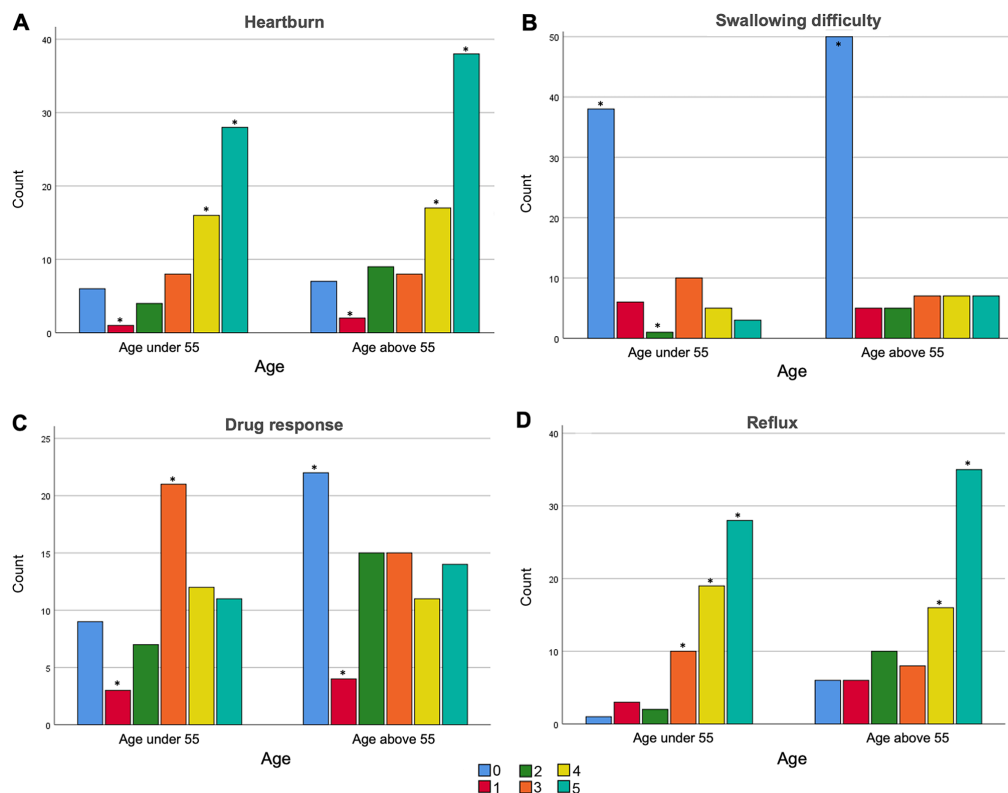 A
Heartburn
Count
40
30
20
10
0
*
*
*
*
*
*
Age under 55
Age above 55
Age
B
Swallowing difficulty
Count
50
40
30
20
10
0
*
*
*
Age under 55
Age above 55
Age
C
Drug response
Count
25
20
15
10
5
0
*
*
*
*
Age under 55
Age above 55
Age
D
Reflux
Count
40
30
20
10
0
*
*
*
*
*
Age under 55
Age above 55
Age
0 2 4
1 3 5